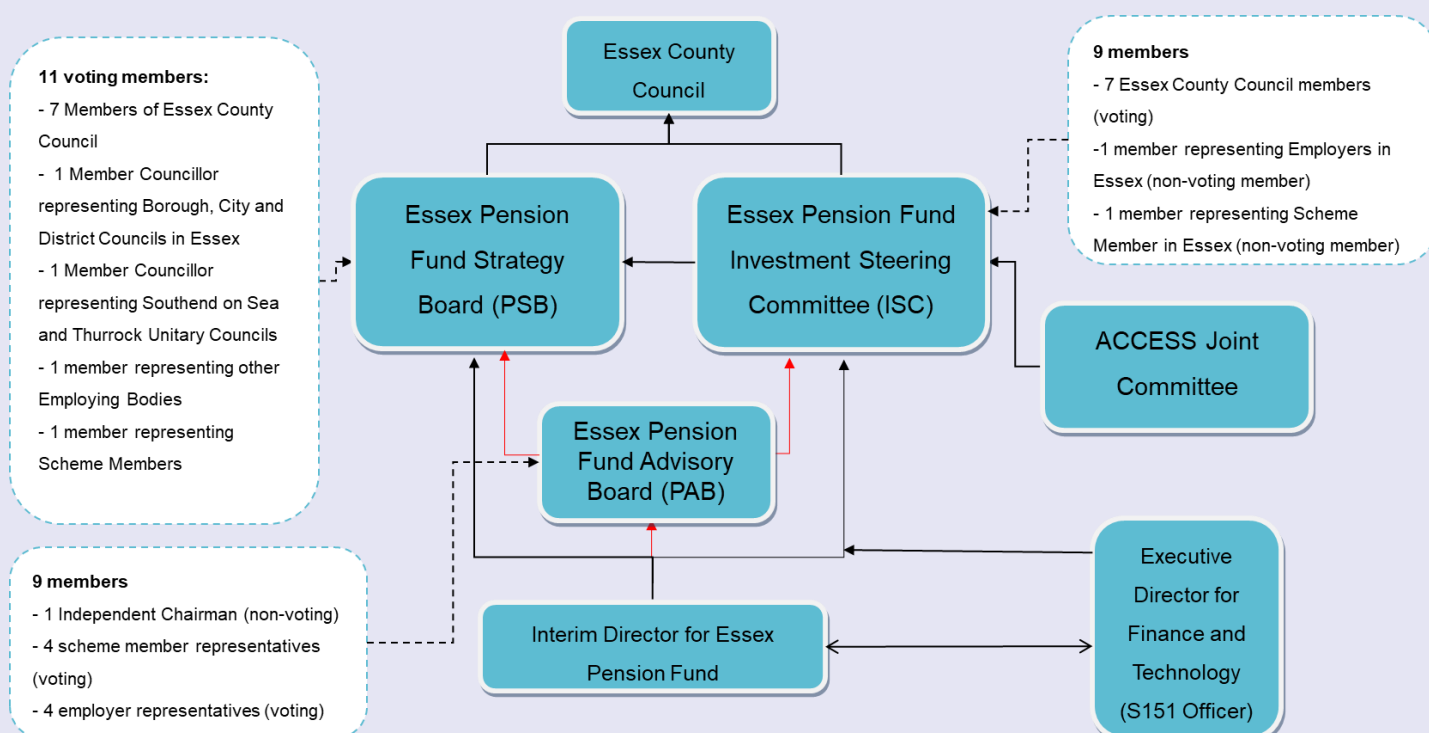 Essex County
Council
11 voting members:
- 7 Members of Essex County
Council
- 1 Member Councillor
representing Borough, City and
District Councils in Essex
- 1 Member Councillor
representing Southend on Sea
and Thurrock Unitary Councils
- 1 member representing other
Employing Bodies
- 1 member representing
Scheme Members
9 members
- 7 Essex County Council members
(voting)
-1 member representing Employers in
Essex (non-voting member)
- 1 member representing Scheme
Member in Essex (non-voting member)
Essex Pension
Fund Strategy
Board (PSB)
Essex Pension Fund
Investment Steering
Committee (ISC)
ACCESS Joint
Committee
Essex Pension
Fund Advisory
Board (PAB)
9 members
- 1 Independent Chairman (non-voting)
- 4 scheme member representatives
(voting)
- 4 employer representatives (voting)
Interim Director for Essex
Pension Fund
Executive
Director for
Finance and
Technology
(S151 Officer)